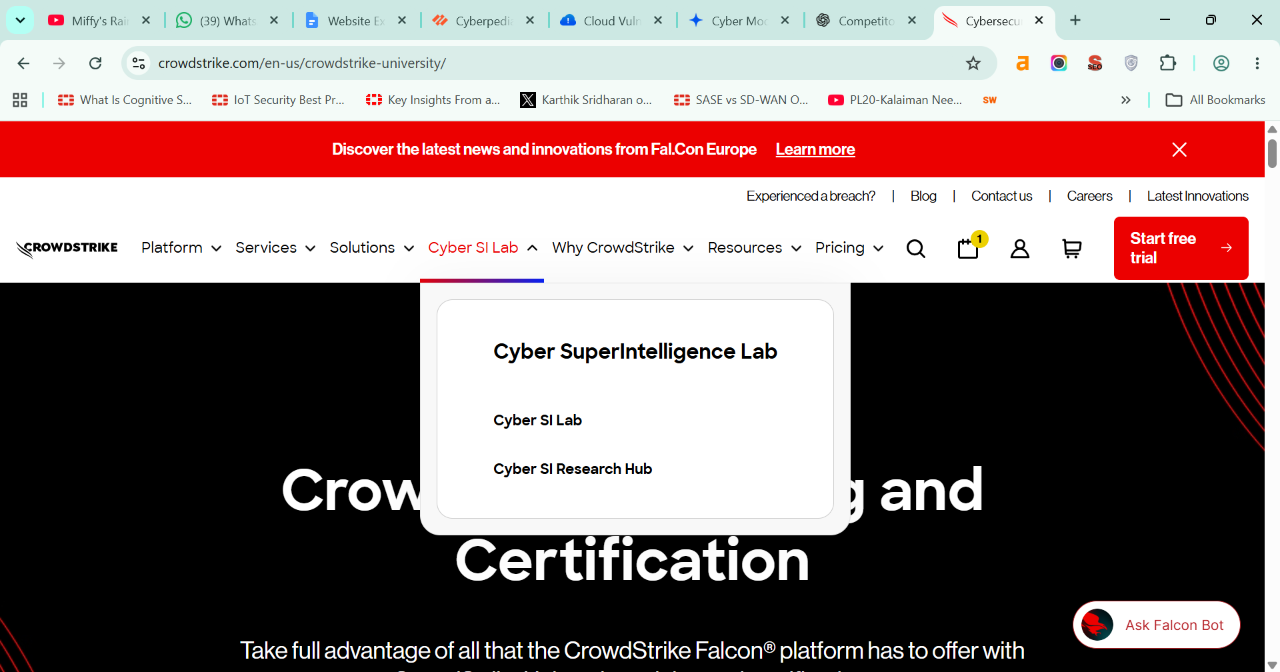 Miffy's Rai
(39) Whats
Website Ex
Cyberpedi
Cloud Vuln
Cyber Moc
Competito
Cybersecu
crowdstrike.com/en-us/crowdstrike-university/
What Is Cognitive S...
IoT Security Best Pr...
Key Insights From a...
Karthik Sridharan o...
SASE vs SD-WAN O...
PL20-Kalaiman Nee...
SW
All Bookmarks
Discover the latest news and innovations from Fal.Con Europe Learn more
Experienced a breach? | Blog | Contact us | Careers | Latest Innovations
CROWDSTRIKE
Platform
Services
Solutions
Cyber SI Lab
Why CrowdStrike
Resources
Pricing
1
Start free
trial
Cyber SuperIntelligence Lab
Cyber SI Lab
Cyber SI Research Hub
Crow g and
Certification
Take full advantage of all that the CrowdStrike Falcon® platform has to offer with
Ask Falcon Bot